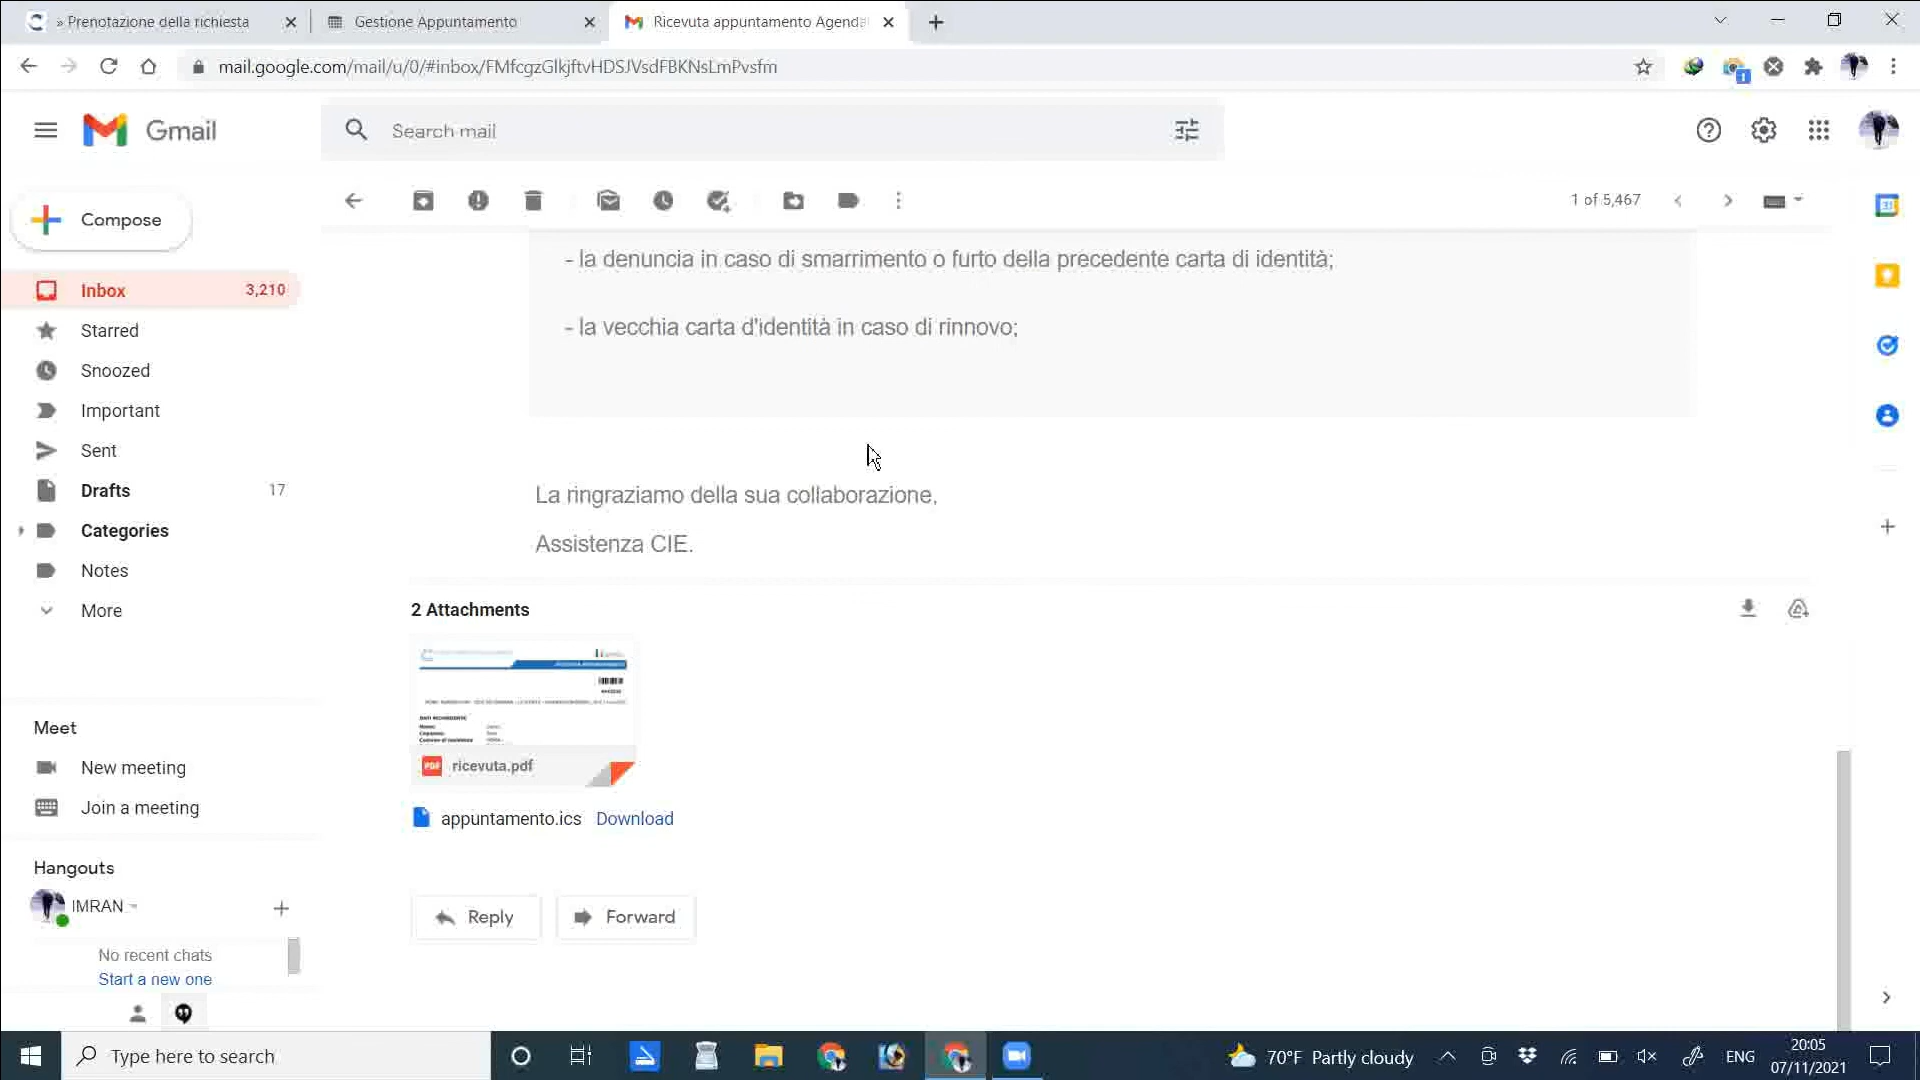 » Prenotazione della richiesta
Gestione Appuntamento
Ricevuta appuntamento Agenda
mail.google.com/mail/u/0/#inbox/FMfcgzGlkjftvHDSJVsdFBKNsLmPvsfm
Gmail
Search mail
1 of 5,467
Compose
Inbox 3,210
Starred
Snoozed
Important
Sent
Drafts 17
Categories
Notes
More
- la denuncia in caso di smarrimento o furto della precedente carta di identità;
- la vecchia carta d'identità in caso di rinnovo;
La ringraziamo della sua collaborazione,
Assistenza CIE.
2 Attachments
PDF ricevuta.pdf
appuntamento.ics Download
Reply
Forward
Meet
New meeting
Join a meeting
Hangouts
IMRAN
No recent chats
Start a new one
Type here to search
70°F Partly cloudy
ENG
20:05
07/11/2021